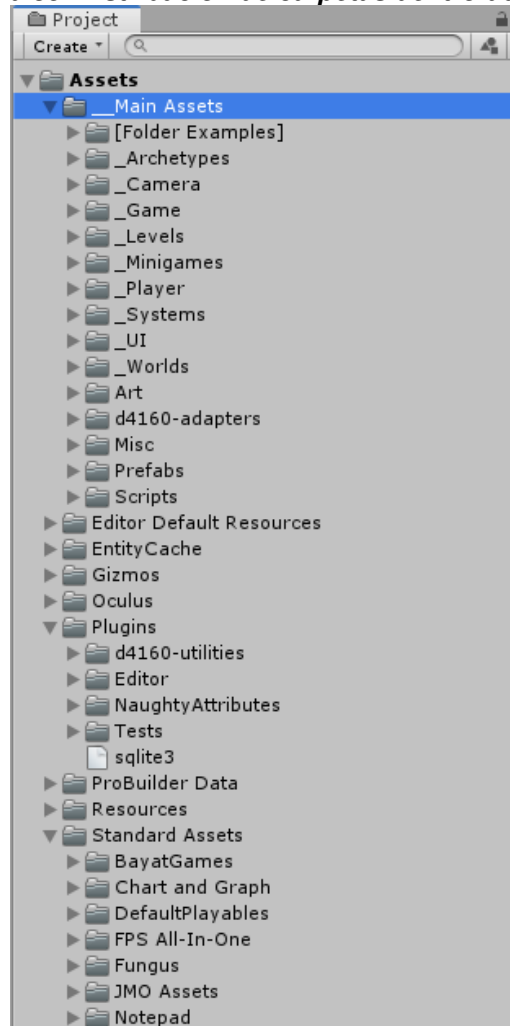 Project
Create
Assets
__Main Assets
[Folder Examples]
_Archetypes
_Camera
_Game
_Levels
_Minigames
_Player
_Systems
_UI
_Worlds
Art
d4160-adapters
Misc
Prefabs
Scripts
Editor Default Resources
EntityCache
Gizmos
Oculus
Plugins
d4160-utilities
Editor
NaughtyAttributes
Tests
sqlite3
ProBuilder Data
Resources
Standard Assets
BayatGames
Chart and Graph
DefaultPlayables
FPS All-In-One
Fungus
JMO Assets
Notepad